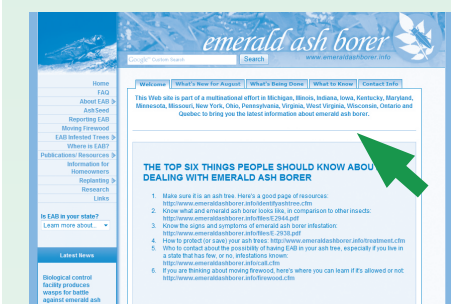 emerald ash borer
www.emeraldashborer.info
Google™ Custom Search
Search
Home
FAQ
About EAB
Ash Seed
Reporting EAB
Moving Firewood
EAB Infested Trees
Where is EAB?
Publications/ Resources
Information for
Homeowners
Replanting
Research
Links
Is EAB in your state?
Learn more about...
Latest News
Biological control
facility produces
wasps for battle
against emerald ash
Welcome
What's New for August
What's Being Done
What to Know
Contact Info
This Web site is part of a multinational effort in Michigan, Illinois, Indiana, Iowa, Kentucky, Maryland,
Minnesota, Missouri, New York, Ohio, Pennsylvania, Virginia, West Virginia, Wisconsin, Ontario and
Quebec to bring you the latest information about emerald ash borer.
THE TOP SIX THINGS PEOPLE SHOULD KNOW ABOU
DEALING WITH EMERALD ASH BORER
1. Make sure it is an ash tree. Here's a good page of resources:
http://www.emeraldashborer.info/identifyashtree.cfm
2. Know what and emerald ash borer looks like, in comparison to other insects:
http://www.emeraldashborer.info/files/E2944.pdf
3. Know the signs and symptoms of emerald ash borer infestation:
http://www.emeraldashborer.info/files/E.2938.pdf
4. How to protect (or save) your ash trees: http://www.emeraldashborer.info/treatment.cfm
5. Who to contact about the possibility of having EAB in your ash tree, especially if you live in
a state that has few, or no, infestations known:
http://www.emeraldashborer.info/call.cfm
6. If you are thinking about moving firewood, here's where you can learn if it's allowed or not:
http://www.emeraldashborer.info/firewood.cfm